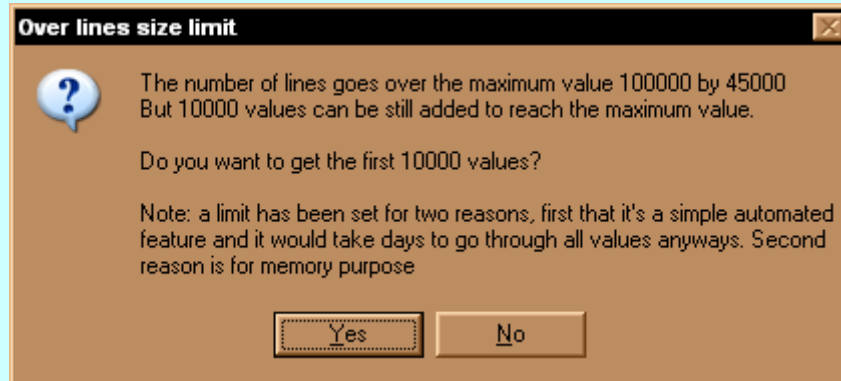 Over lines size limit
The number of lines goes over the maximum value 100000 by 45000
But 10000 values can be still added to reach the maximum value.
Do you want to get the first 10000 values?
Note: a limit has been set for two reasons, first that it's a simple automated
feature and it would take days to go through all values anyways. Second
reason is for memory purpose
Yes
No